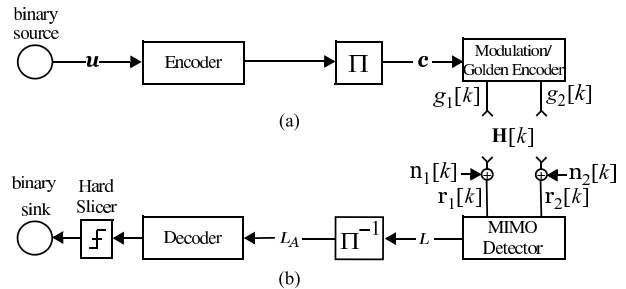 binary
source
u
Encoder
Π
c
Modulation/
Golden Encoder
g₁[k]
g₂[k]
(a)
H[k]
n₁[k]
n₂[k]
r₁[k]
r₂[k]
binary
sink
Hard
Slicer
Decoder
L_A
Π⁻¹
L
MIMO
Detector
(b)